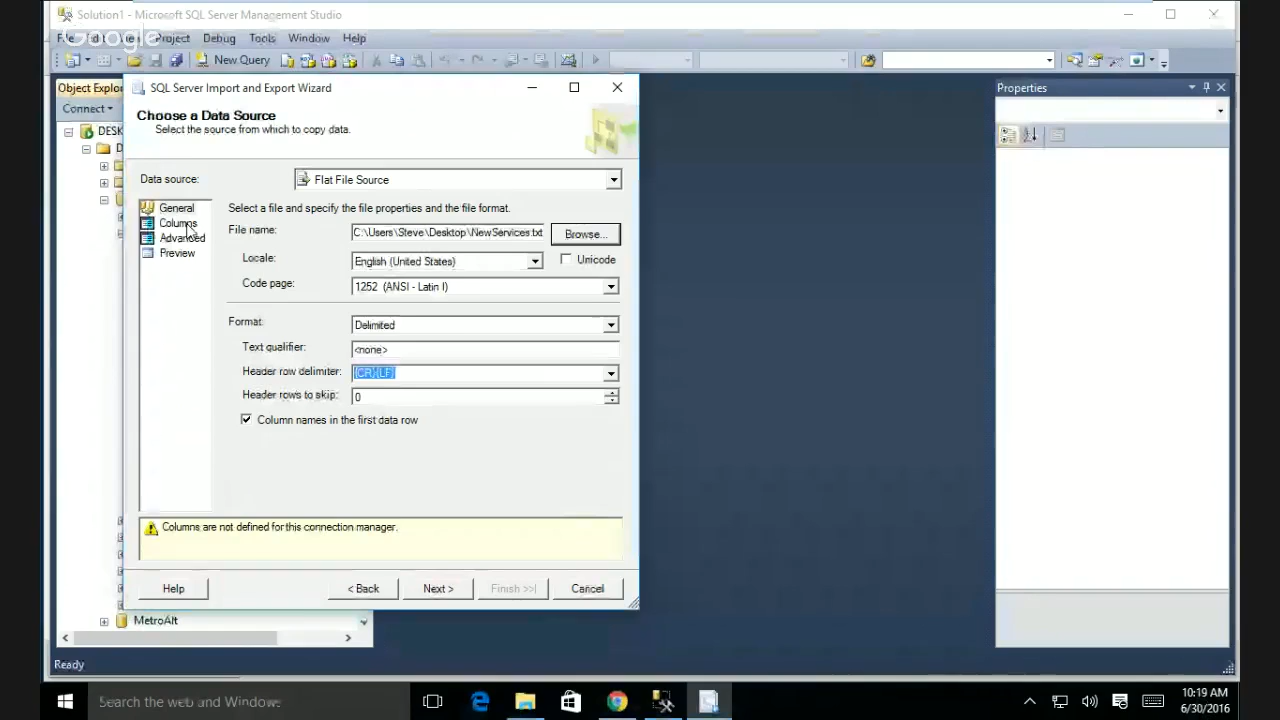 Solution1 - Microsoft SQL Server Management Studio
Google
Project Debug Tools Window Help
New Query
Object Explo
Connect
DESK
D
MetroAlt
Ready
SQL Server Import and Export Wizard
Choose a Data Source
Select the source from which to copy data.
Data source: Flat File Source
General
Columns
Advanced
Preview
Select a file and specify the file properties and the file format.
File name: C:\Users\Steve\Desktop\NewServices.txt Browse...
Locale: English (United States) Unicode
Code page: 1252 (ANSI - Latin I)
Format: Delimited
Text qualifier: <none>
Header row delimiter: {CR}{LF}
Header rows to skip: 0
Column names in the first data row
Columns are not defined for this connection manager.
Help < Back Next > Finish >>| Cancel
Properties
Search the web and Windows
10:19 AM
6/30/2016